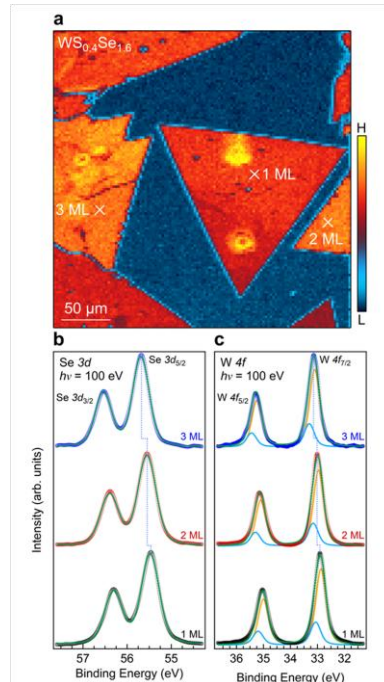 a
WS0.4Se1.6
H
3 ML
1 ML
2 ML
50 μm
L
b
c
Se 3d
hν = 100 eV
Se 3d5/2
Se 3d3/2
W 4f
hν = 100 eV
W 4f7/2
W 4f5/2
3 ML
3 ML
2 ML
2 ML
1 ML
1 ML
Intensity (arb. units)
57 56 55
36 35 34 33 32
Binding Energy (eV)
Binding Energy (eV)